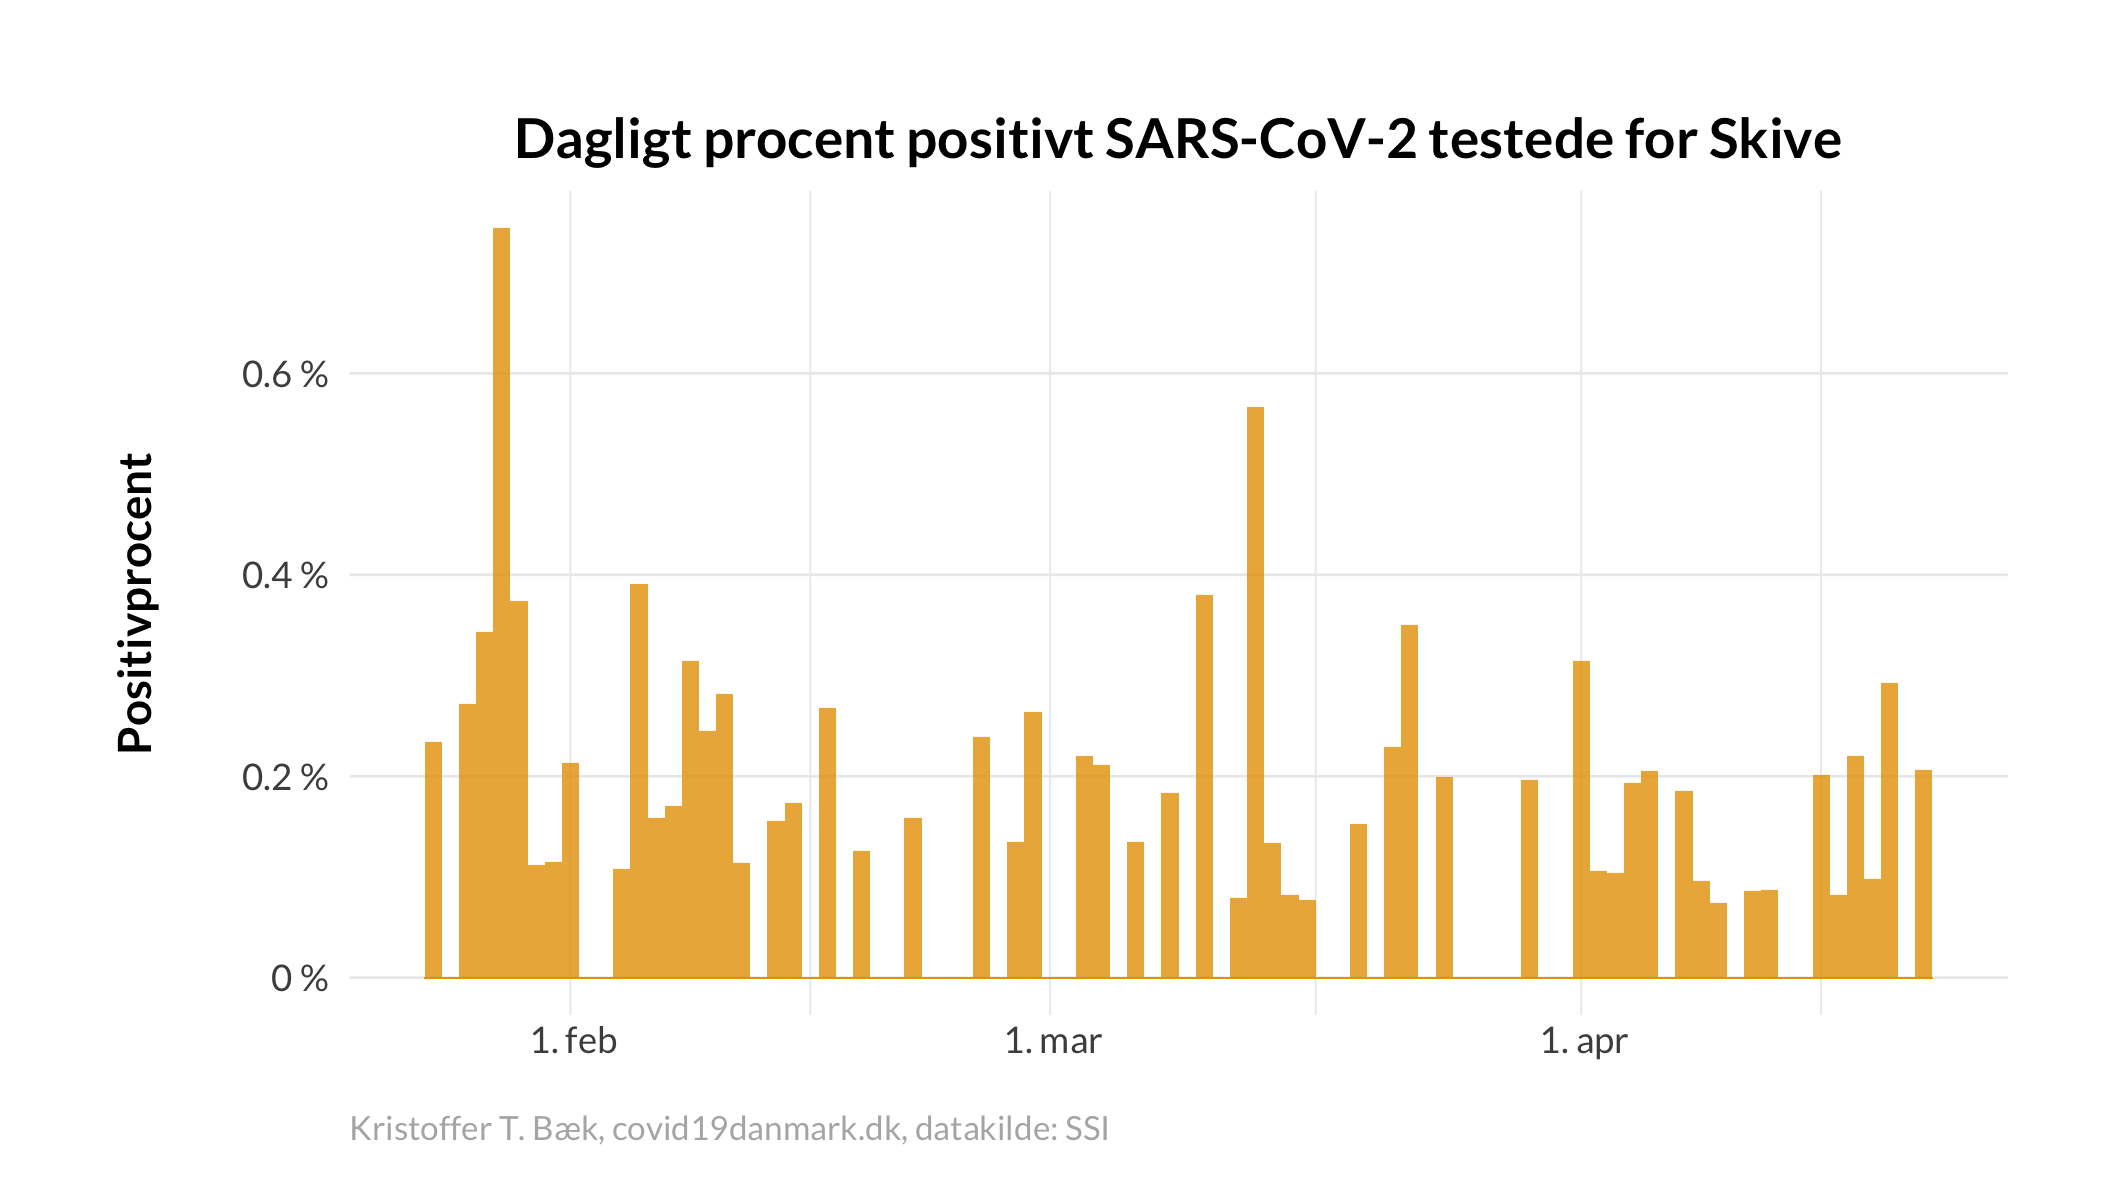 Dagligt procent positivt SARS-CoV-2 testede for Skive
Positivprocent
0.6 %
0.4 %
0.2 %
0 %
1. feb
1. mar
1. apr
Kristoffer T. Bæk, covid19danmark.dk, datakilde: SSI